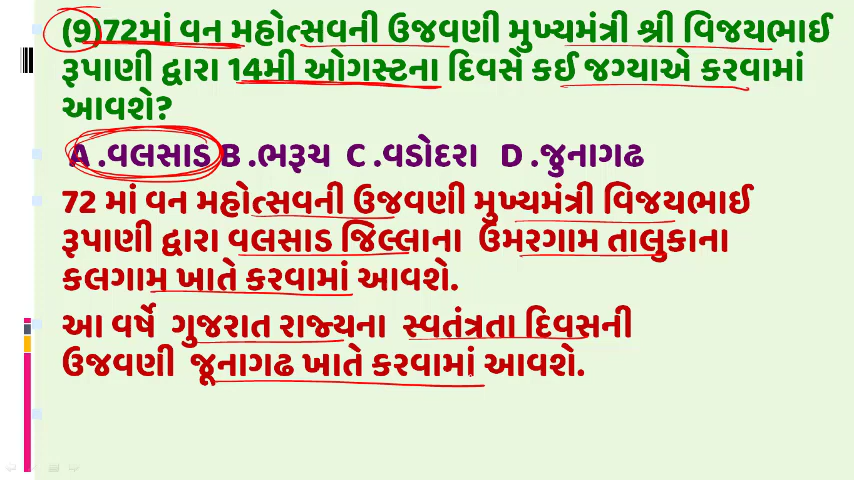 (9)72માં વન મહોત્સવની ઉજવણી મુખ્યમંત્રી શ્રી વિજયભાઈ
રૂપાણી દ્વારા 14મી ઓગસ્ટના દિવસે કઈ જગ્યાએ કરવામાં
આવશે?
A .વલસાડ B .ભરૂચ C .વડોદરા D .જુનાગઢ
72 માં વન મહોત્સવની ઉજવણી મુખ્યમંત્રી વિજયભાઈ
રૂપાણી દ્વારા વલસાડ જિલ્લાના ઉમરગામ તાલુકાના
કલગામ ખાતે કરવામાં આવશે.
આ વર્ષે ગુજરાત રાજ્યના સ્વતંત્રતા દિવસની
ઉજવણી જૂનાગઢ ખાતે કરવામાં આવશે.